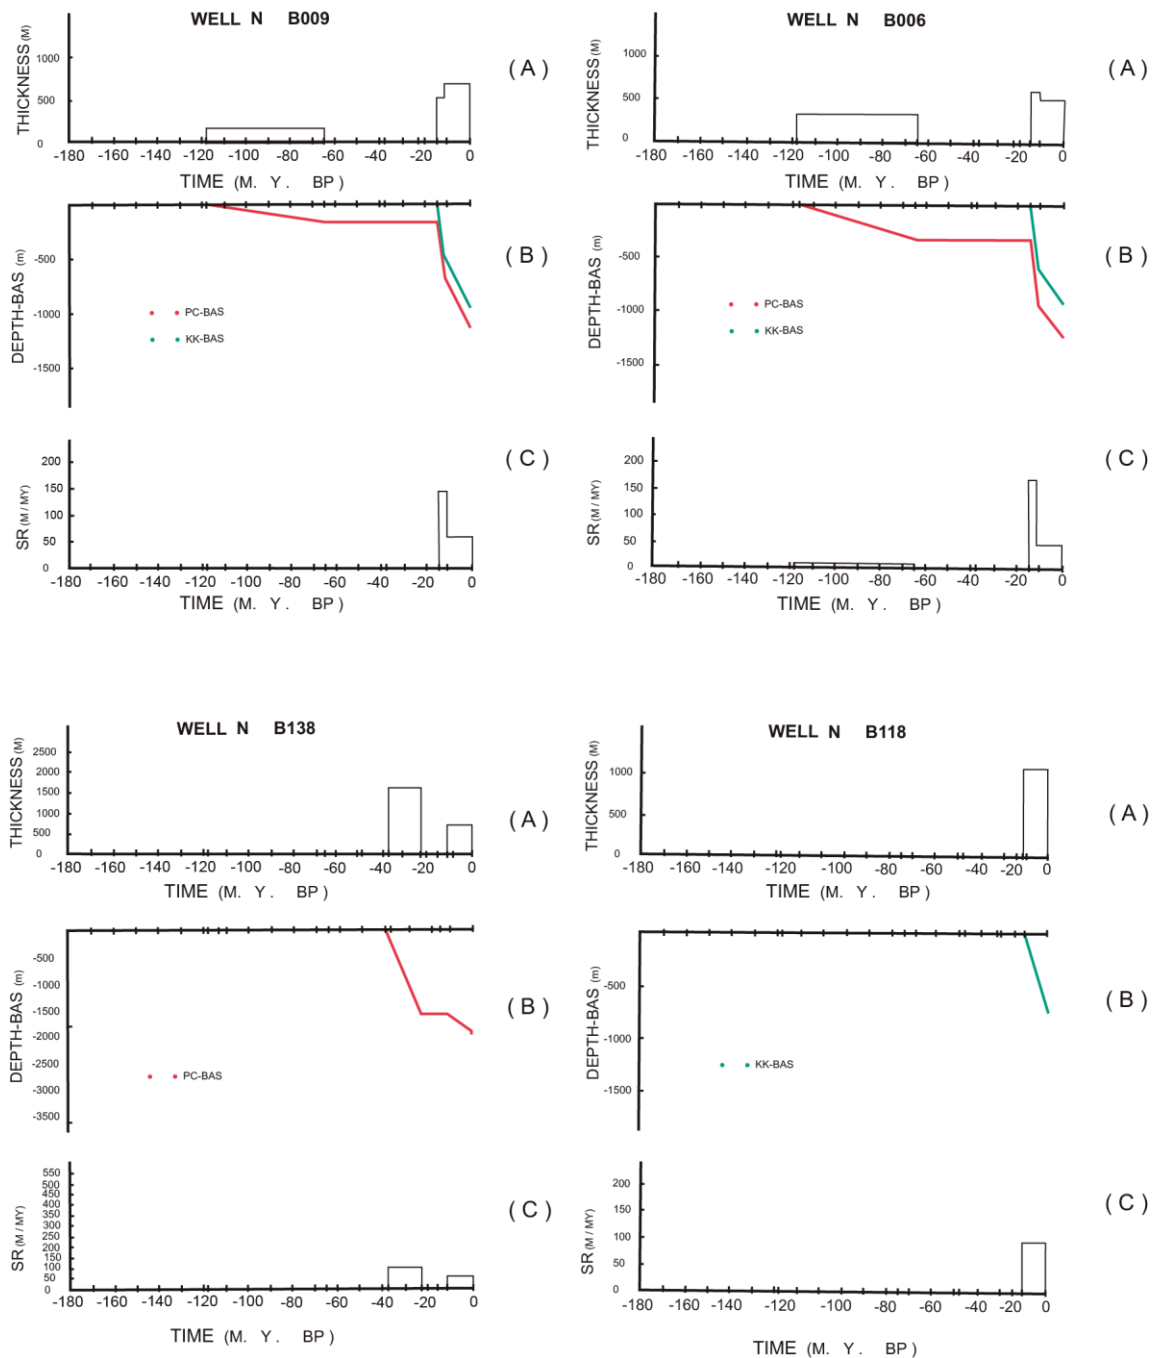 WELL N B009
THICKNESS (M)
1000
500
0
-180 -160 -140 -120 -100 -80 -60 -40 -20 0
TIME (M. Y. BP)
(A)
DEPTH-BAS (m)
-500
-1000
-1500
PC-BAS
KK-BAS
(B)
SR (M / MY)
200
150
100
50
0
-180 -160 -140 -120 -100 -80 -60 -40 -20 0
TIME (M. Y. BP)
(C)
WELL N B006
THICKNESS (M)
1000
500
0
-180 -160 -140 -120 -100 -80 -60 -40 -20 0
TIME (M. Y. BP)
(A)
DEPTH-BAS (m)
-500
-1000
-1500
PC-BAS
KK-BAS
(B)
SR (M / MY)
200
150
100
50
0
-180 -160 -140 -120 -100 -80 -60 -40 -20 0
TIME (M. Y. BP)
(C)
WELL N B138
THICKNESS (M)
2500
2000
1500
1000
500
0
-180 -160 -140 -120 -100 -80 -60 -40 -20 0
TIME (M. Y. BP)
(A)
DEPTH-BAS (m)
-500
-1000
-1500
-2000
-2500
-3000
-3500
PC-BAS
(B)
SR (M / MY)
550
500
450
400
350
300
250
200
150
100
50
0
-180 -160 -140 -120 -100 -80 -60 -40 -20 0
TIME (M. Y. BP)
(C)
WELL N B118
THICKNESS (M)
1000
500
0
-180 -160 -140 -120 -100 -80 -60 -40 -20 0
TIME (M. Y. BP)
(A)
DEPTH-BAS (m)
-500
-1000
-1500
KK-BAS
(B)
SR (M / MY)
200
150
100
50
0
-180 -160 -140 -120 -100 -80 -60 -40 -20 0
TIME (M. Y. BP)
(C)